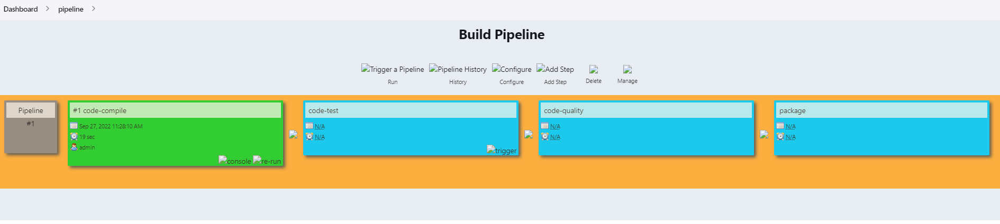 Dashboard > pipeline >
Build Pipeline
Trigger a Pipeline Pipeline History Configure Add Step
Run History Configure Add Step Delete Manage
Pipeline
#1
#1 code-compile
Sep 27, 2022 11:28:10 AM
19 sec
admin
console re-run
code-test
N/A
N/A
trigger
code-quality
N/A
N/A
package
N/A
N/A